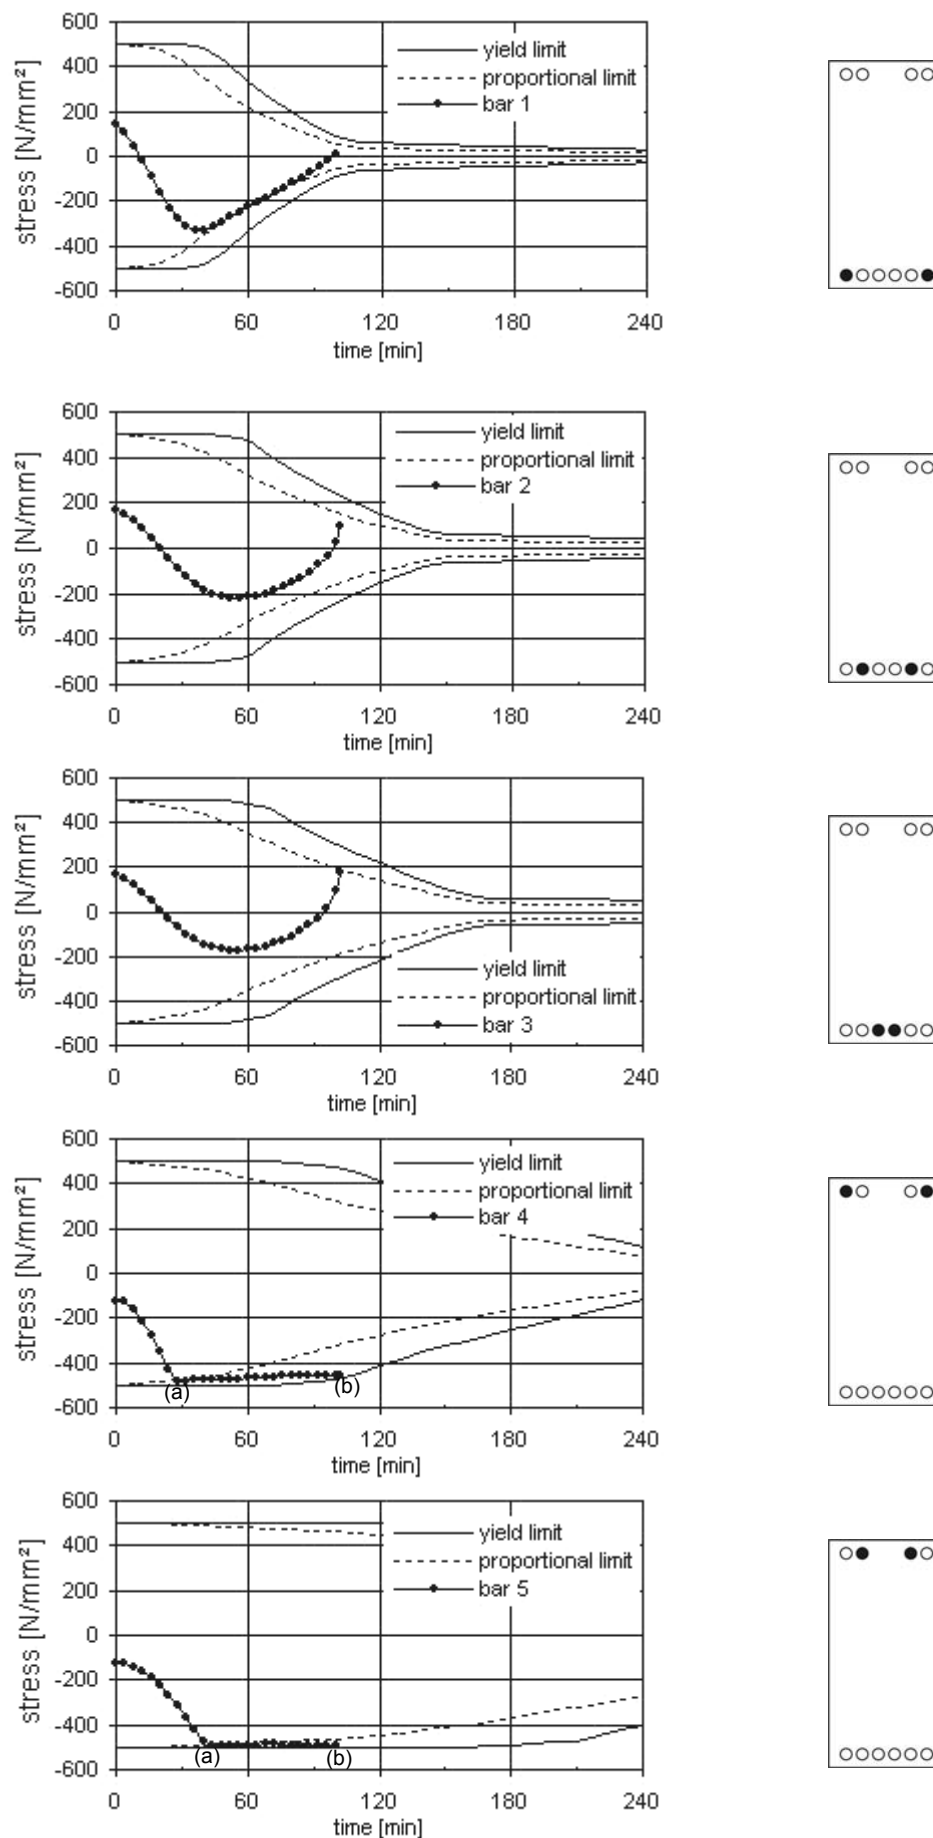 600
400
200
0
-200
-400
-600
stress [N/mm²]
yield limit
proportional limit
bar 1
0 60 120 180 240
time [min]
600
400
200
0
-200
-400
-600
stress [N/mm²]
yield limit
proportional limit
bar 2
0 60 120 180 240
time [min]
600
400
200
0
-200
-400
-600
stress [N/mm²]
yield limit
proportional limit
bar 3
0 60 120 180 240
time [min]
600
400
200
0
-200
-400
-600
stress [N/mm²]
yield limit
proportional limit
bar 4
(a) (b)
0 60 120 180 240
time [min]
600
400
200
0
-200
-400
-600
stress [N/mm²]
yield limit
proportional limit
bar 5
(a) (b)
0 60 120 180 240
time [min]